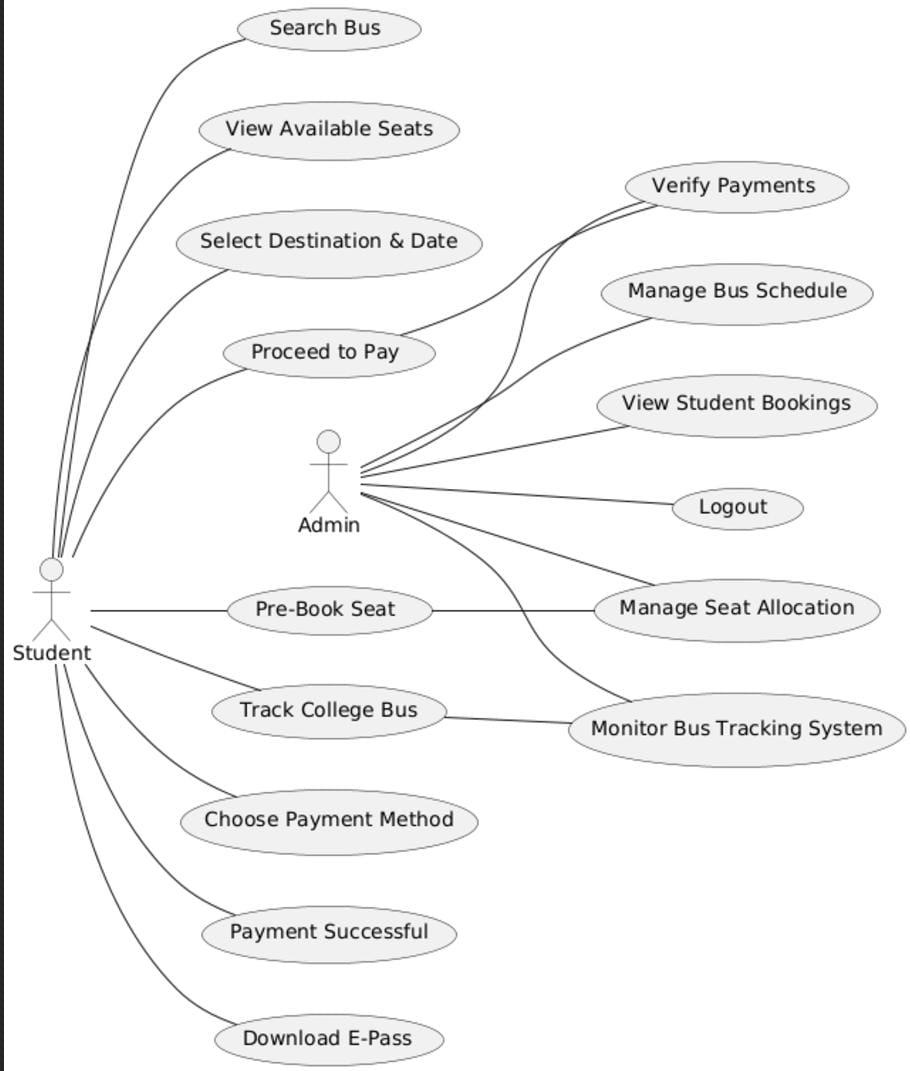 Search Bus
View Available Seats
Verify Payments
Select Destination & Date
Manage Bus Schedule
Proceed to Pay
View Student Bookings
Logout
Admin
Pre-Book Seat
Manage Seat Allocation
Student
Track College Bus
Monitor Bus Tracking System
Choose Payment Method
Payment Successful
Download E-Pass